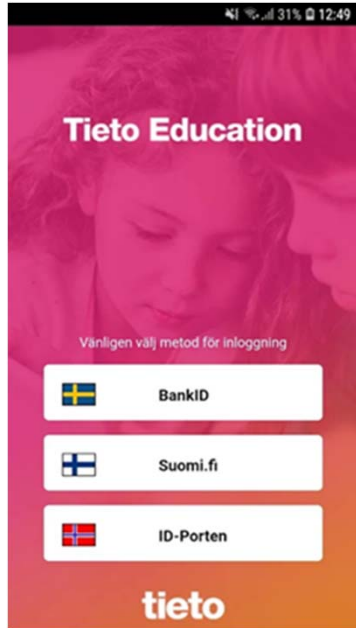 31% 12:49
Tieto Education
Vänligen välj metod för inloggning
BankID
Suomi.fi
ID-Porten
tieto